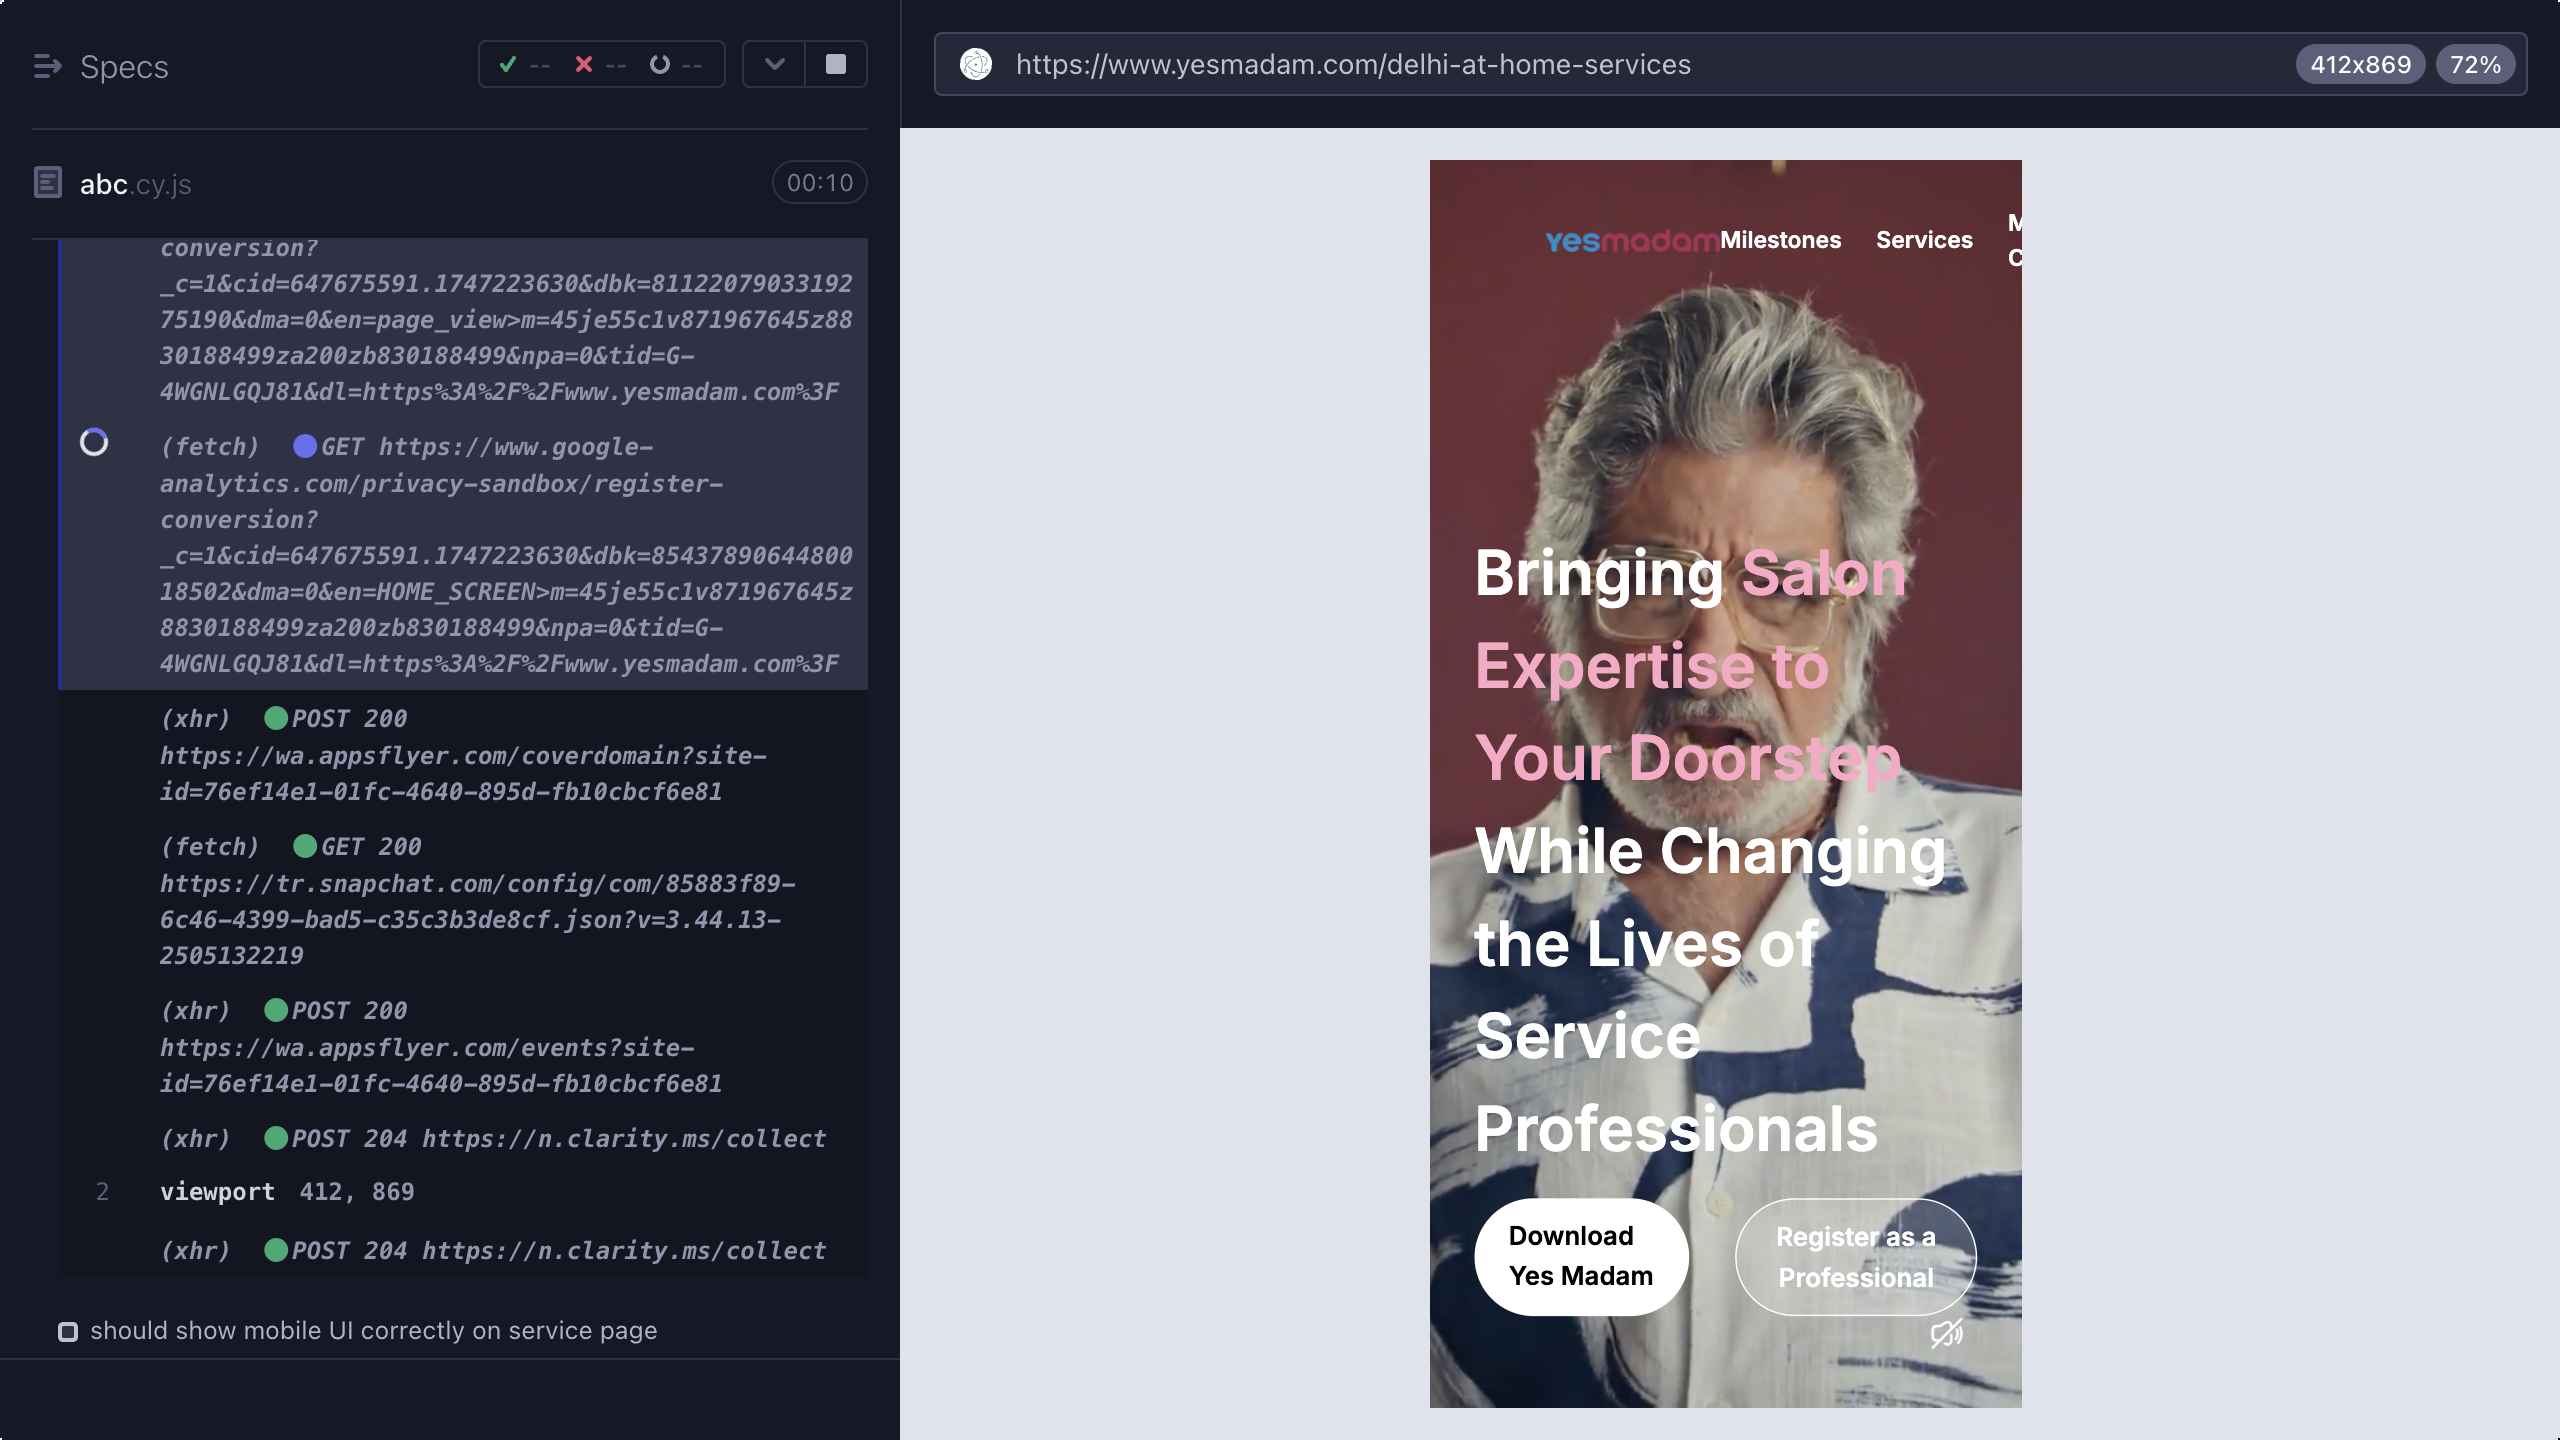 Specs
-- -- --
abc.cy.js
00:10
conversion?
_c=1&cid=647675591.1747223630&dbk=81122079033192
75190&dma=0&en=page_view>m=45je55c1v871967645z88
30188499za200zb830188499&npa=0&tid=G-
4WGNLGQJ81&dl=https%3A%2F%2Fwww.yesmadam.com%3F
(fetch) GET https://www.google-
analytics.com/privacy-sandbox/register-
conversion?
_c=1&cid=647675591.1747223630&dbk=85437890644800
18502&dma=0&en=HOME_SCREEN>m=45je55c1v871967645z
8830188499za200zb830188499&npa=0&tid=G-
4WGNLGQJ81&dl=https%3A%2F%2Fwww.yesmadam.com%3F
(xhr) POST 200
https://wa.appsflyer.com/coverdomain?site-
id=76ef14e1-01fc-4640-895d-fb10cbcf6e81
(fetch) GET 200
https://tr.snapchat.com/config/com/85883f89-
6c46-4399-bad5-c35c3b3de8cf.json?v=3.44.13-
2505132219
(xhr) POST 200
https://wa.appsflyer.com/events?site-
id=76ef14e1-01fc-4640-895d-fb10cbcf6e81
(xhr) POST 204 https://n.clarity.ms/collect
2 viewport 412, 869
(xhr) POST 204 https://n.clarity.ms/collect
should show mobile UI correctly on service page
https://www.yesmadam.com/delhi-at-home-services
412x869 72%
yesmadam Milestones Services
Bringing Salon
Expertise to
Your Doorstep
While Changing
the Lives of
Service
Professionals
Download
Yes Madam
Register as a
Professional